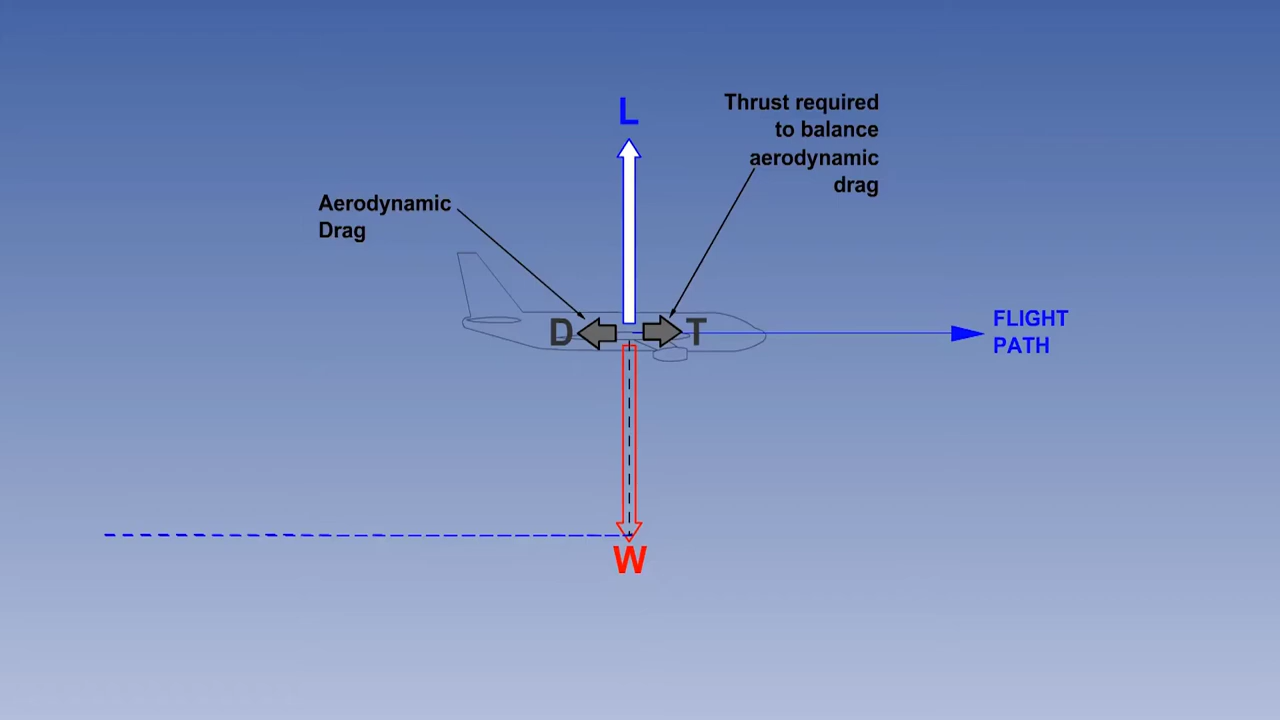 L
Thrust required
to balance
aerodynamic
drag
Aerodynamic
Drag
D
T
FLIGHT
PATH
W